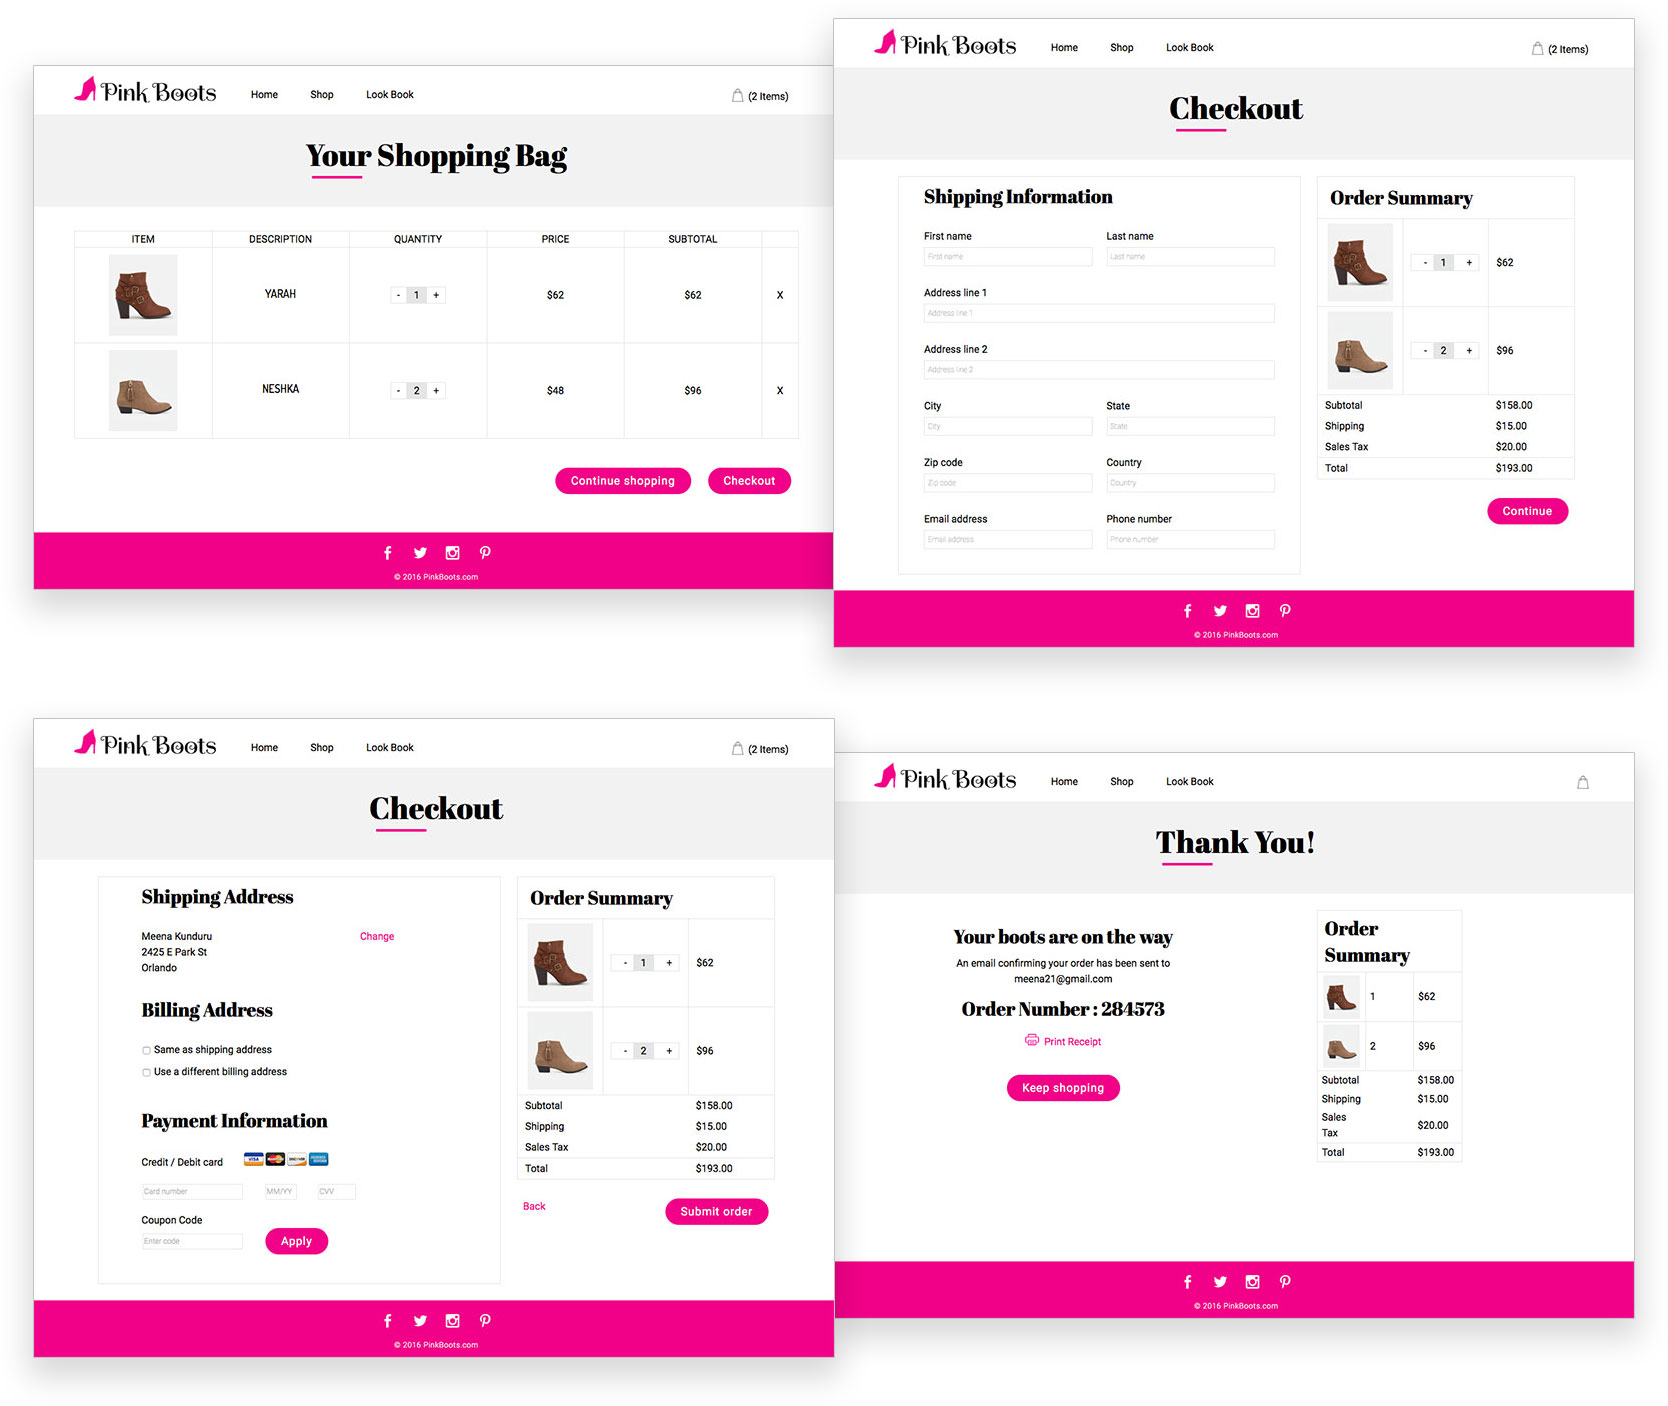 Pink Boots
Home Shop Look Book
(2 Items)
Your Shopping Bag
ITEM DESCRIPTION QUANTITY PRICE SUBTOTAL
YARAH - 1 + $62 $62 X
NESHKA - 2 + $48 $96 X
Continue shopping Checkout
© 2016 PinkBoots.com
Pink Boots
Home Shop Look Book
(2 Items)
Checkout
Shipping Information
First name Last name
First name Last name
Address line 1
Address line 1
Address line 2
Address line 2
City State
City State
Zip code Country
Zip code Country
Email address Phone number
Email address Phone number
Order Summary
- 1 + $62
- 2 + $96
Subtotal $158.00
Shipping $15.00
Sales Tax $20.00
Total $193.00
Continue
© 2016 PinkBoots.com
Pink Boots
Home Shop Look Book
(2 Items)
Checkout
Shipping Address
Meena Kunduru Change
2425 E Park St
Orlando
Billing Address
Same as shipping address
Use a different billing address
Payment Information
Credit / Debit card VISA
Card number MM/YY CVV
Coupon Code
Enter code Apply
Order Summary
- 1 + $62
- 2 + $96
Subtotal $158.00
Shipping $15.00
Sales Tax $20.00
Total $193.00
Back Submit order
© 2016 PinkBoots.com
Pink Boots
Home Shop Look Book
Thank You!
Your boots are on the way
An email confirming your order has been sent to
meena21@gmail.com
Order Number : 284573
Print Receipt
Keep shopping
Order
Summary
1 $62
2 $96
Subtotal $158.00
Shipping $15.00
Sales
Tax $20.00
Total $193.00
© 2016 PinkBoots.com